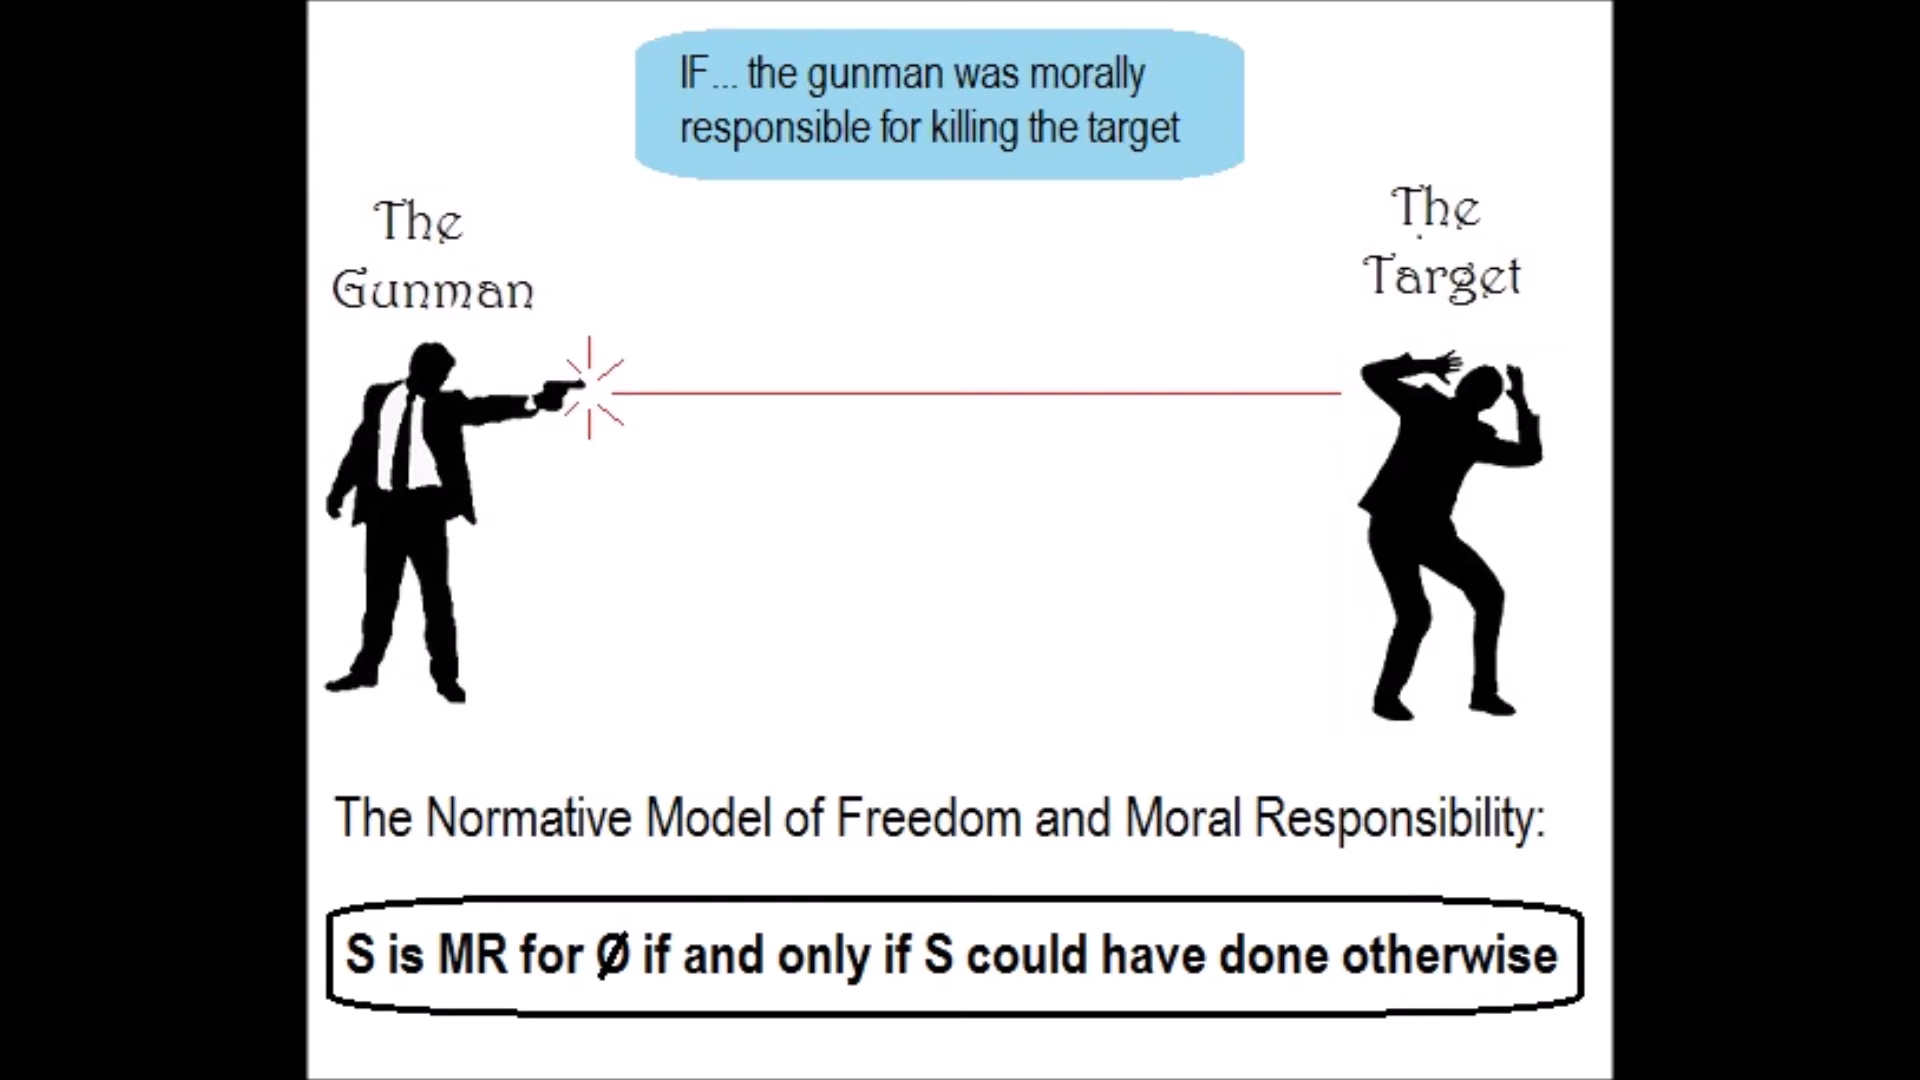 IF... the gunman was morally
responsible for killing the target
The
Gunman
The
Target
The Normative Model of Freedom and Moral Responsibility:
S is MR for Ø if and only if S could have done otherwise